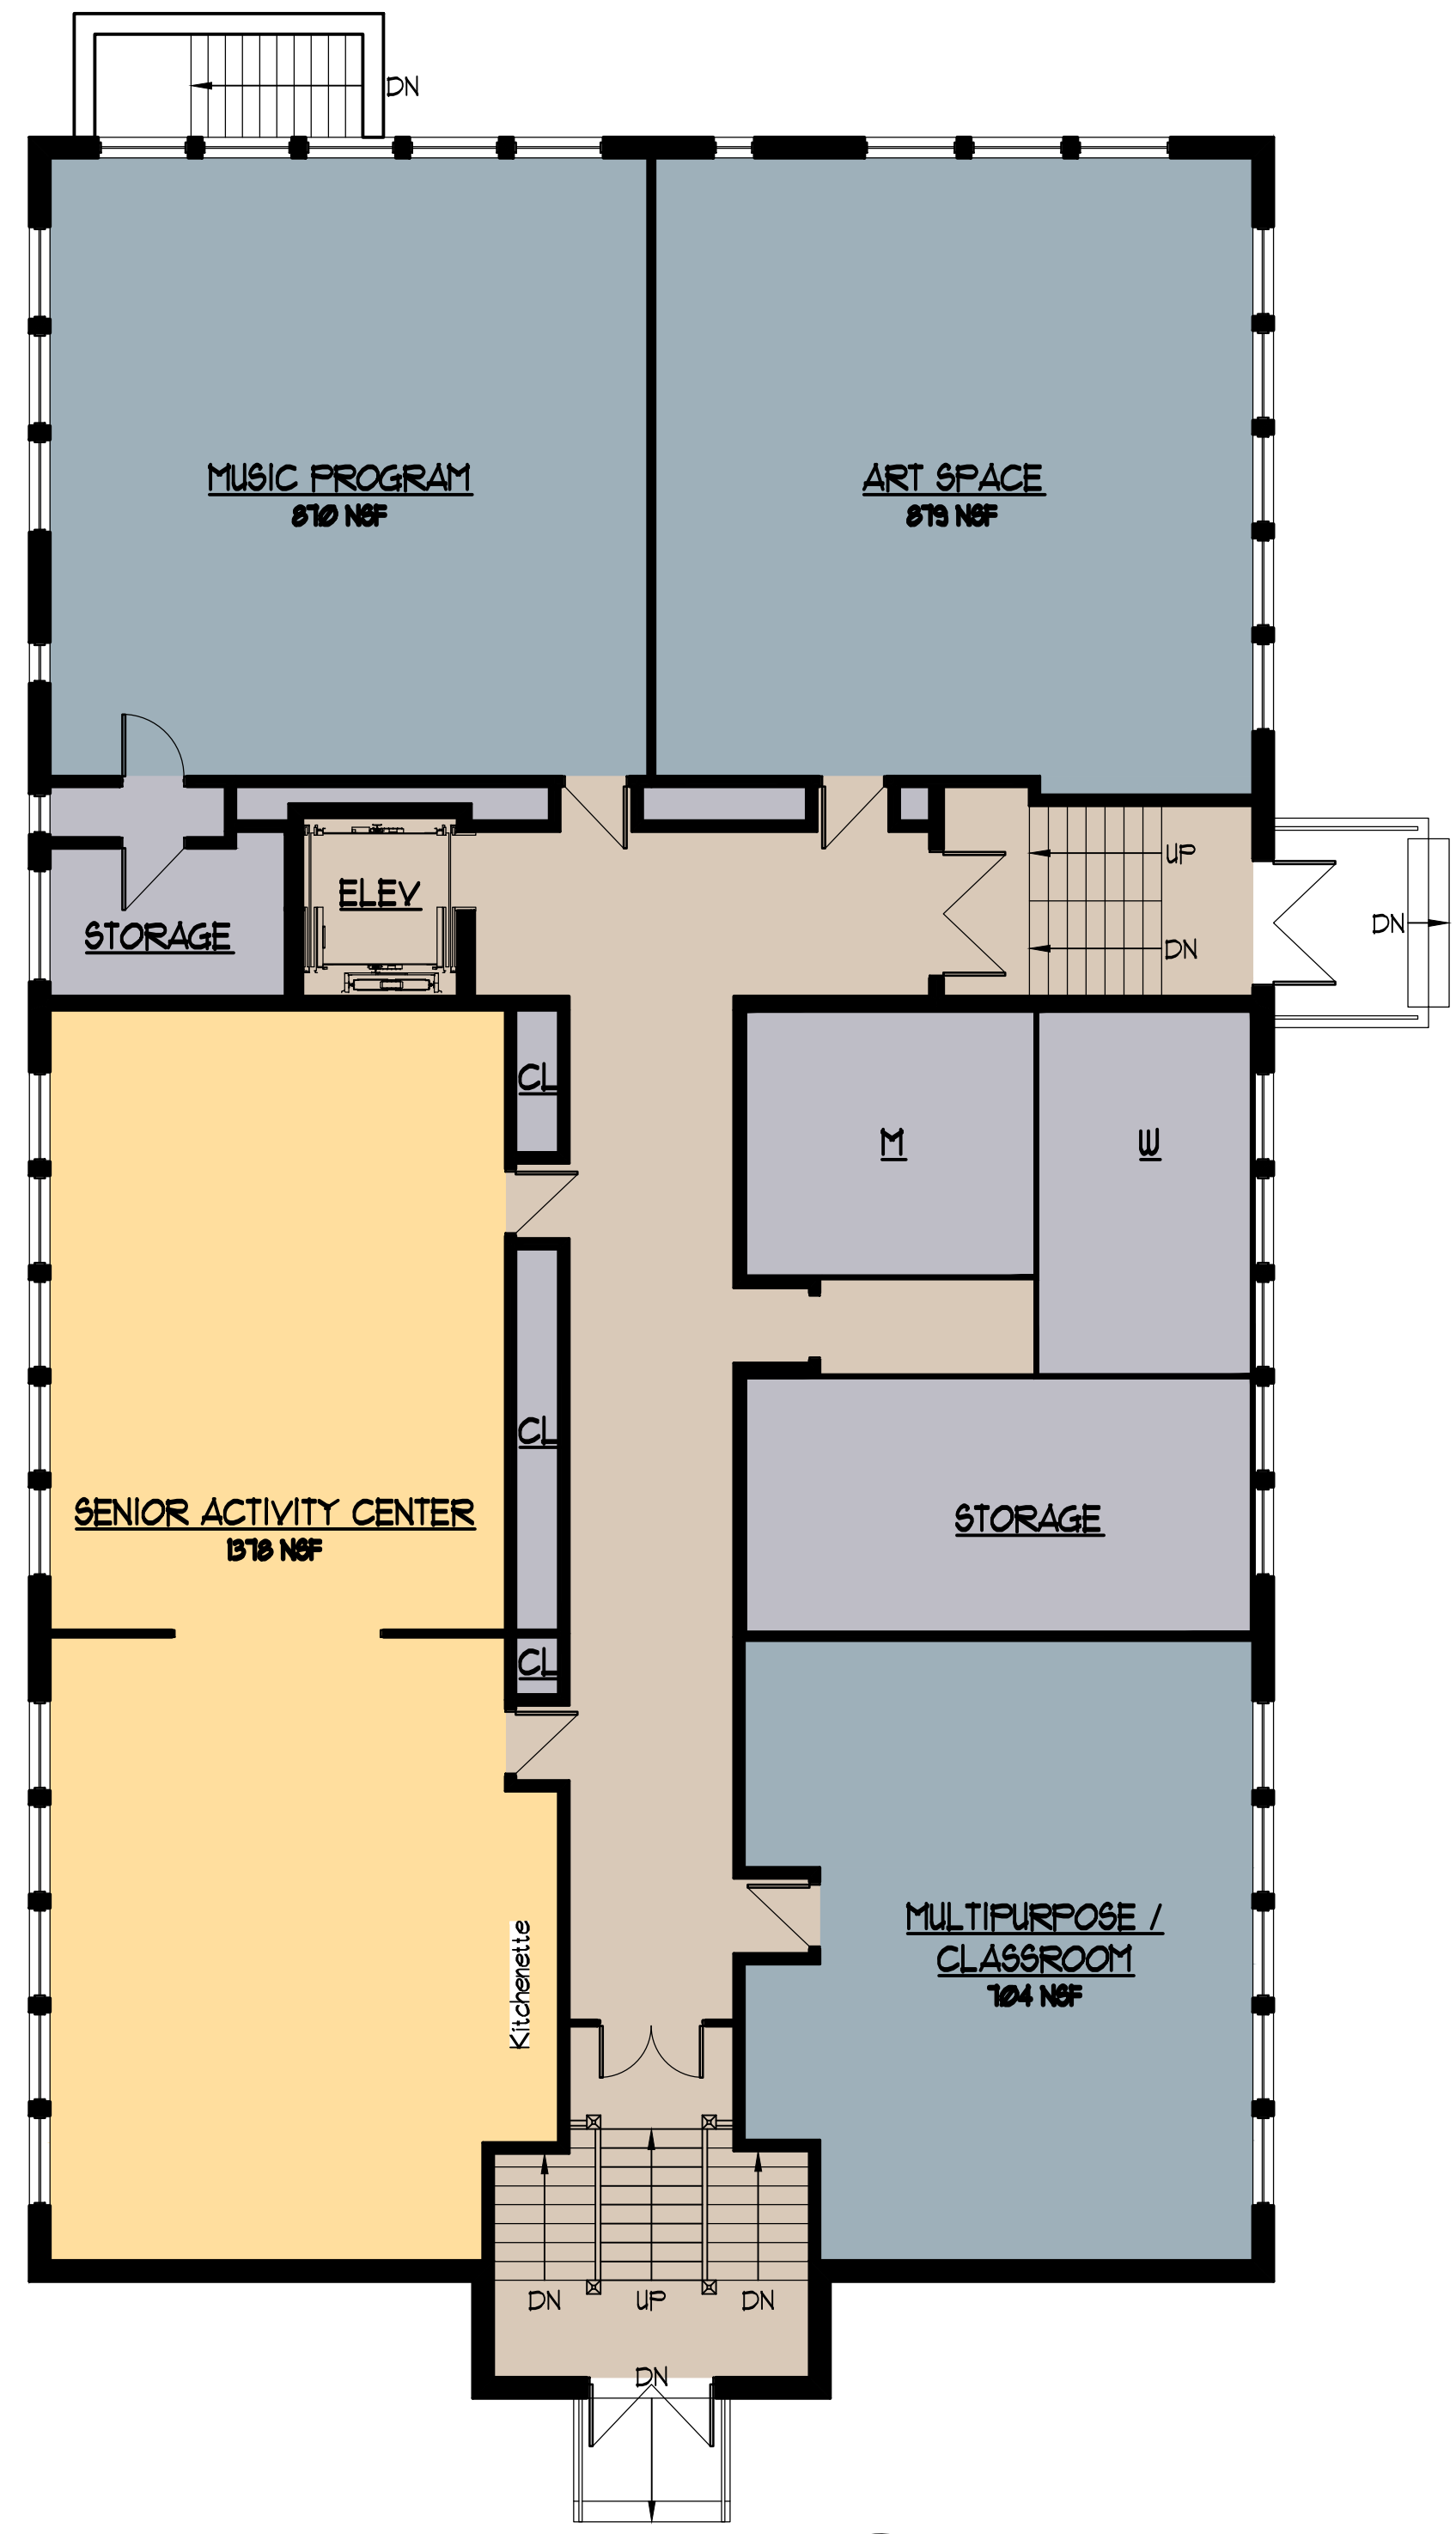 DN
MUSIC PROGRAM
870 NSF
ART SPACE
879 NSF
UP
DN
DN
ELEV
STORAGE
CL
M
W
CL
STORAGE
SENIOR ACTIVITY CENTER
1378 NSF
CL
Kitchenette
MULTIPURPOSE /
CLASSROOM
704 NSF
DN
UP
DN
DN